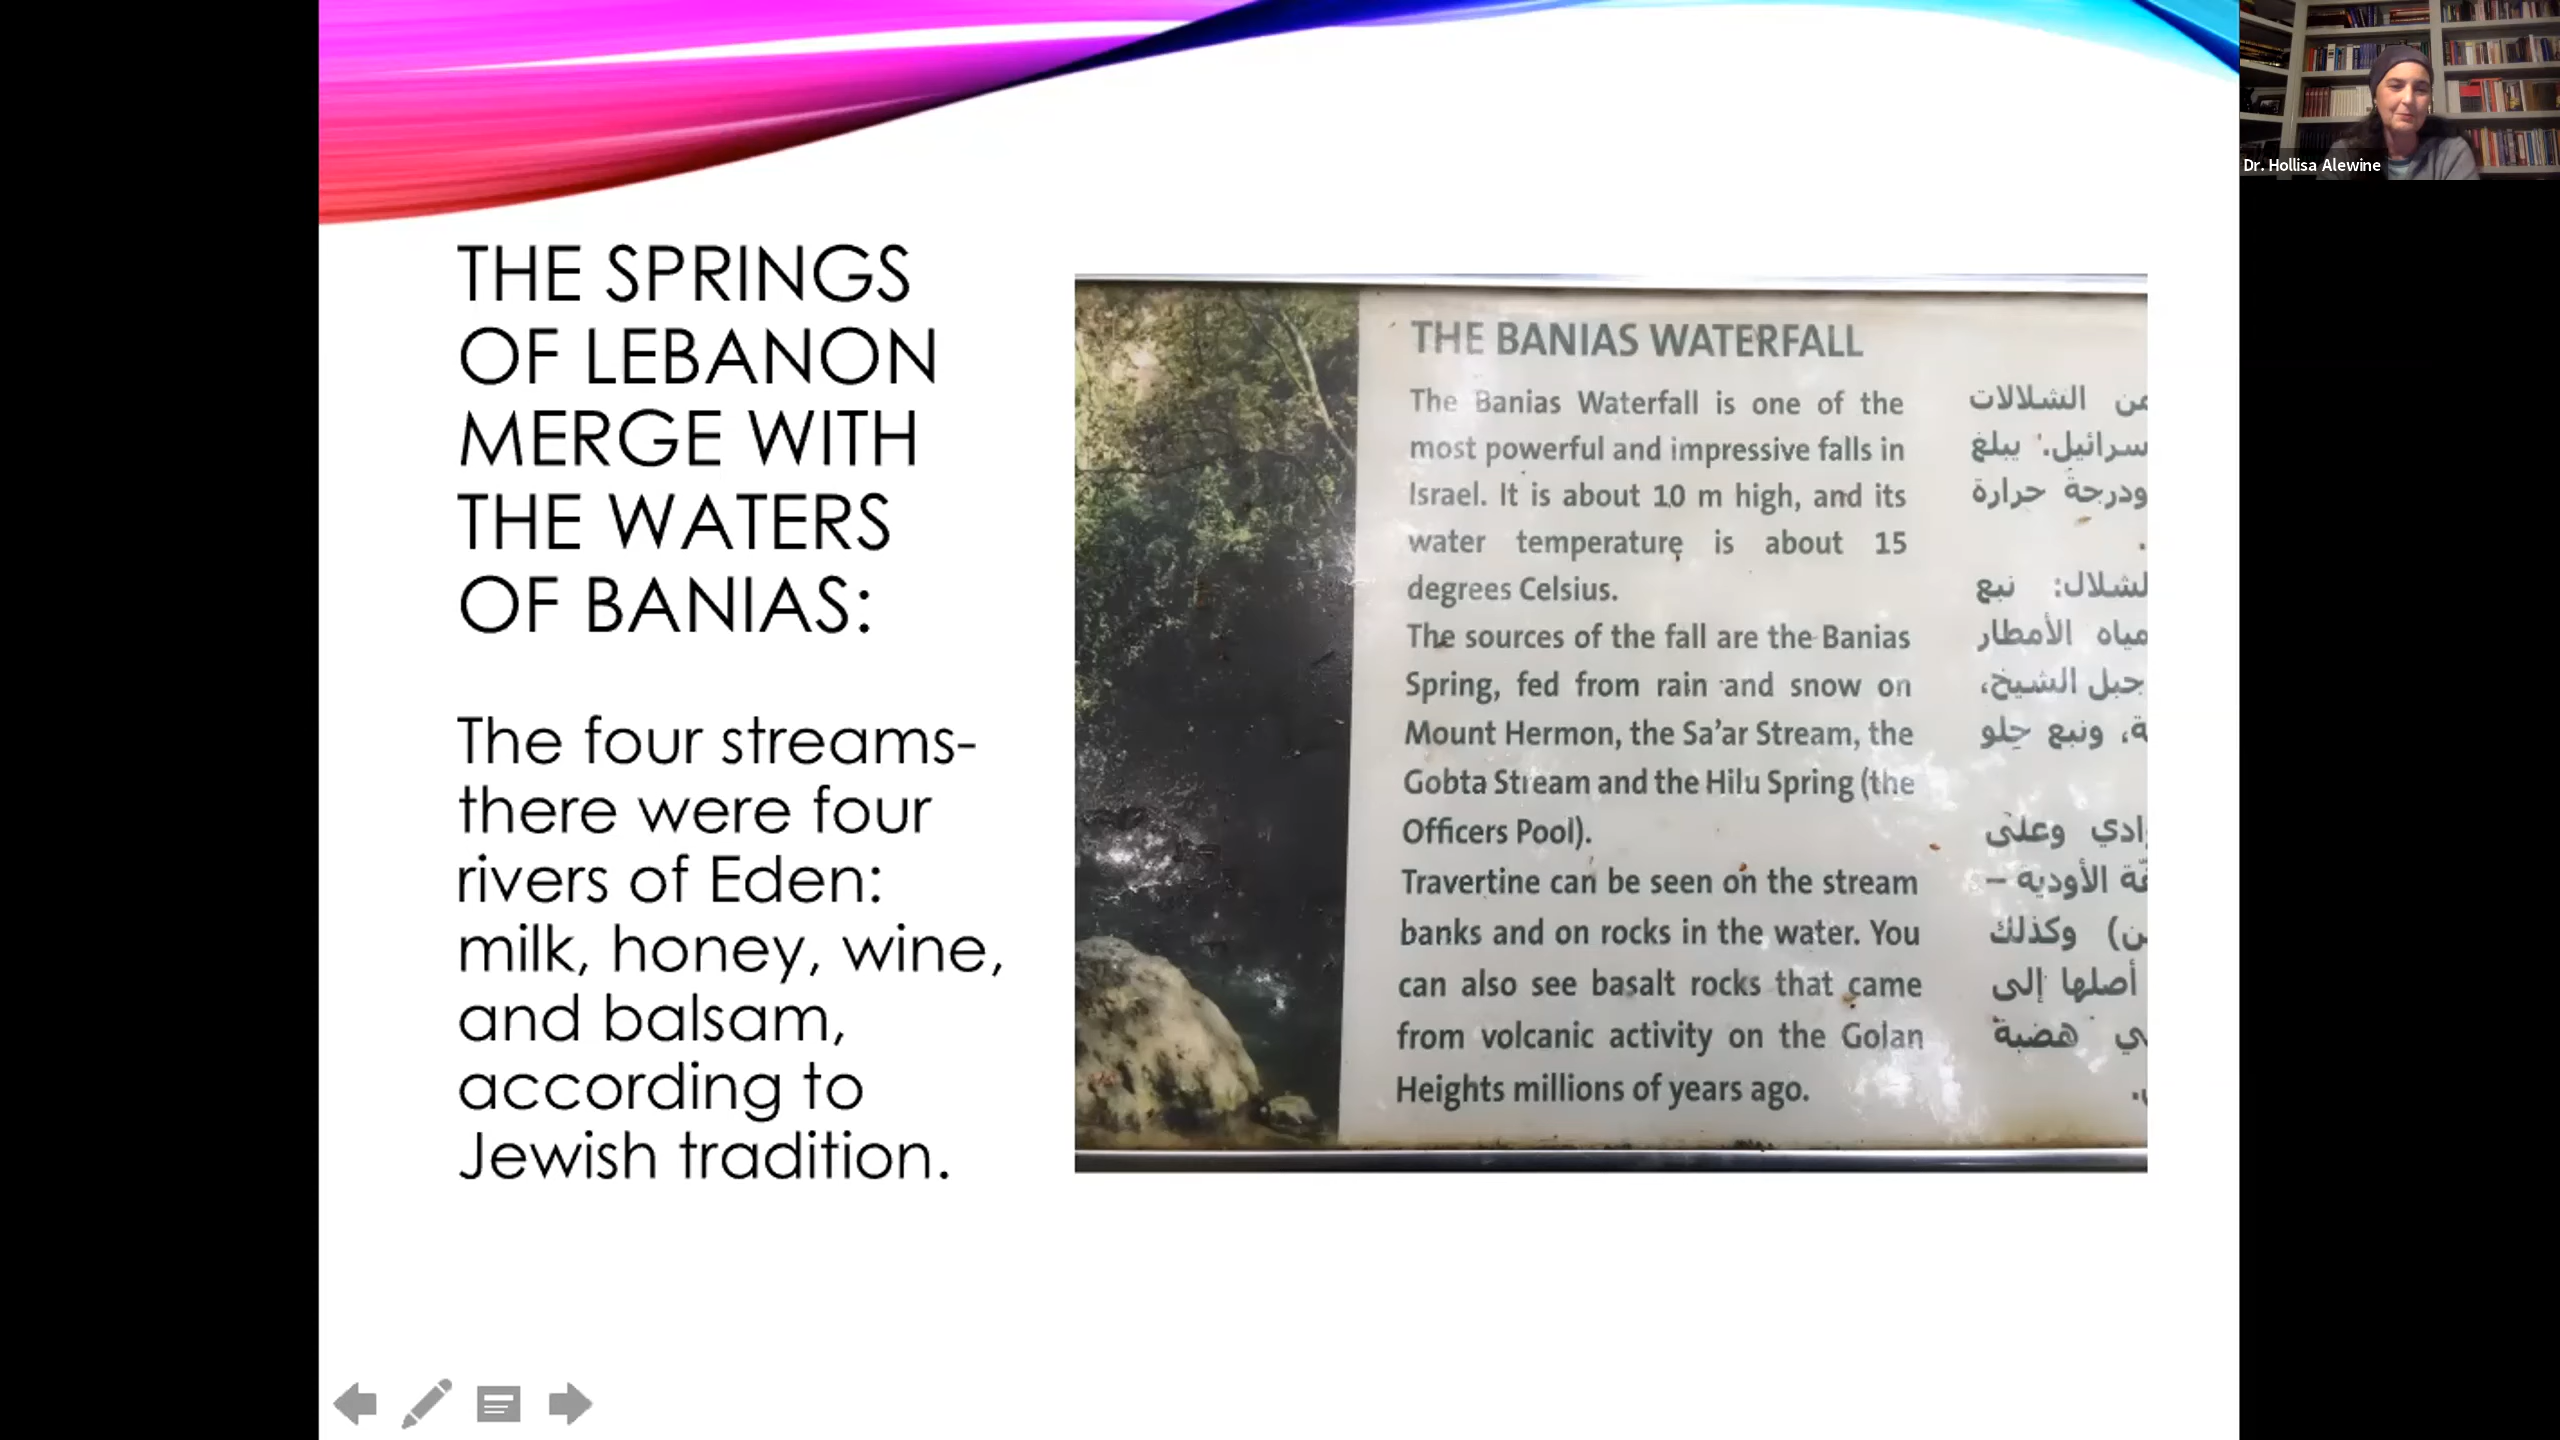 THE SPRINGS
OF LEBANON
MERGE WITH
THE WATERS
OF BANIAS:
The four streams-
there were four
rivers of Eden:
milk, honey, wine,
and balsam,
according to
Jewish tradition.
THE BANIAS WATERFALL
The Banias Waterfall is one of the
most powerful and impressive falls in
Israel. It is about 10 m high, and its
water temperature is about 15
degrees Celsius.
The sources of the fall are the Banias
Spring, fed from rain and snow on
Mount Hermon, the Sa’ar Stream, the
Gobta Stream and the Hilu Spring (the
Officers Pool).
Travertine can be seen on the stream
banks and on rocks in the water. You
can also see basalt rocks that came
from volcanic activity on the Golan
Heights millions of years ago.
من الشلالات
يبلغ
ودرجة حرارة
نبع
مياه الأمطار
جبل الشيخ،
ونبع حِلو
وعلى
الأودية –
وكذلك
أصلها إلى
هضبة
Dr. Hollisa Alewine